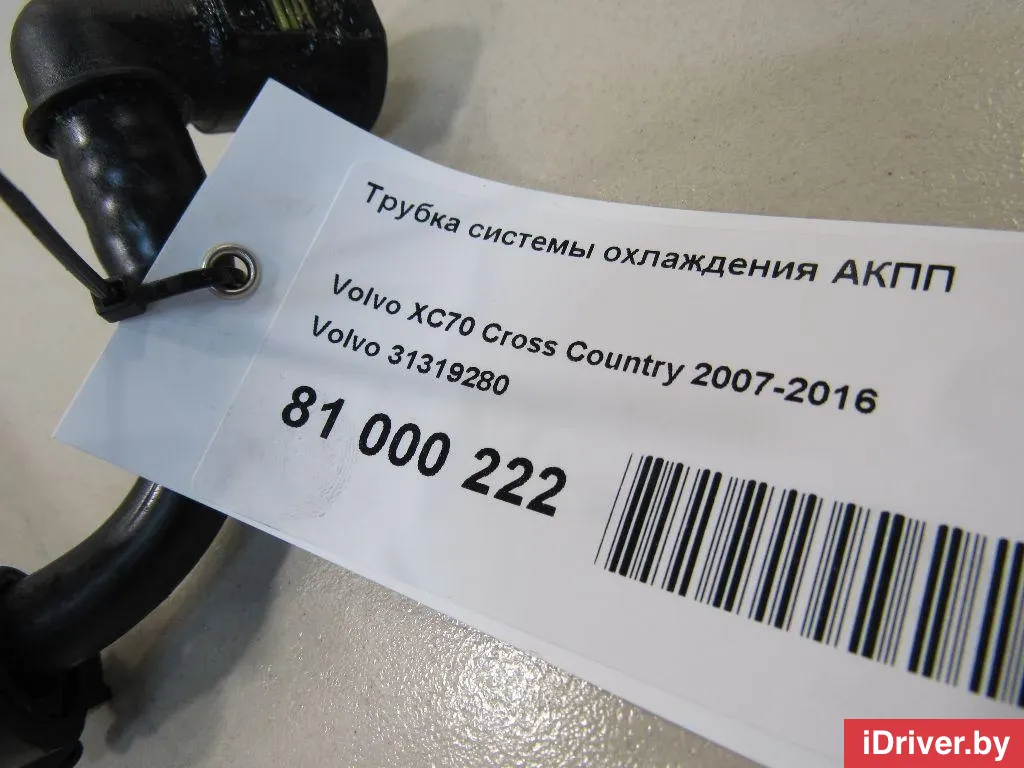 Трубка системы охлаждения АКПП
Volvo XC70 Cross Country 2007-2016
Volvo 31319280
81 000 222
iDriver.by